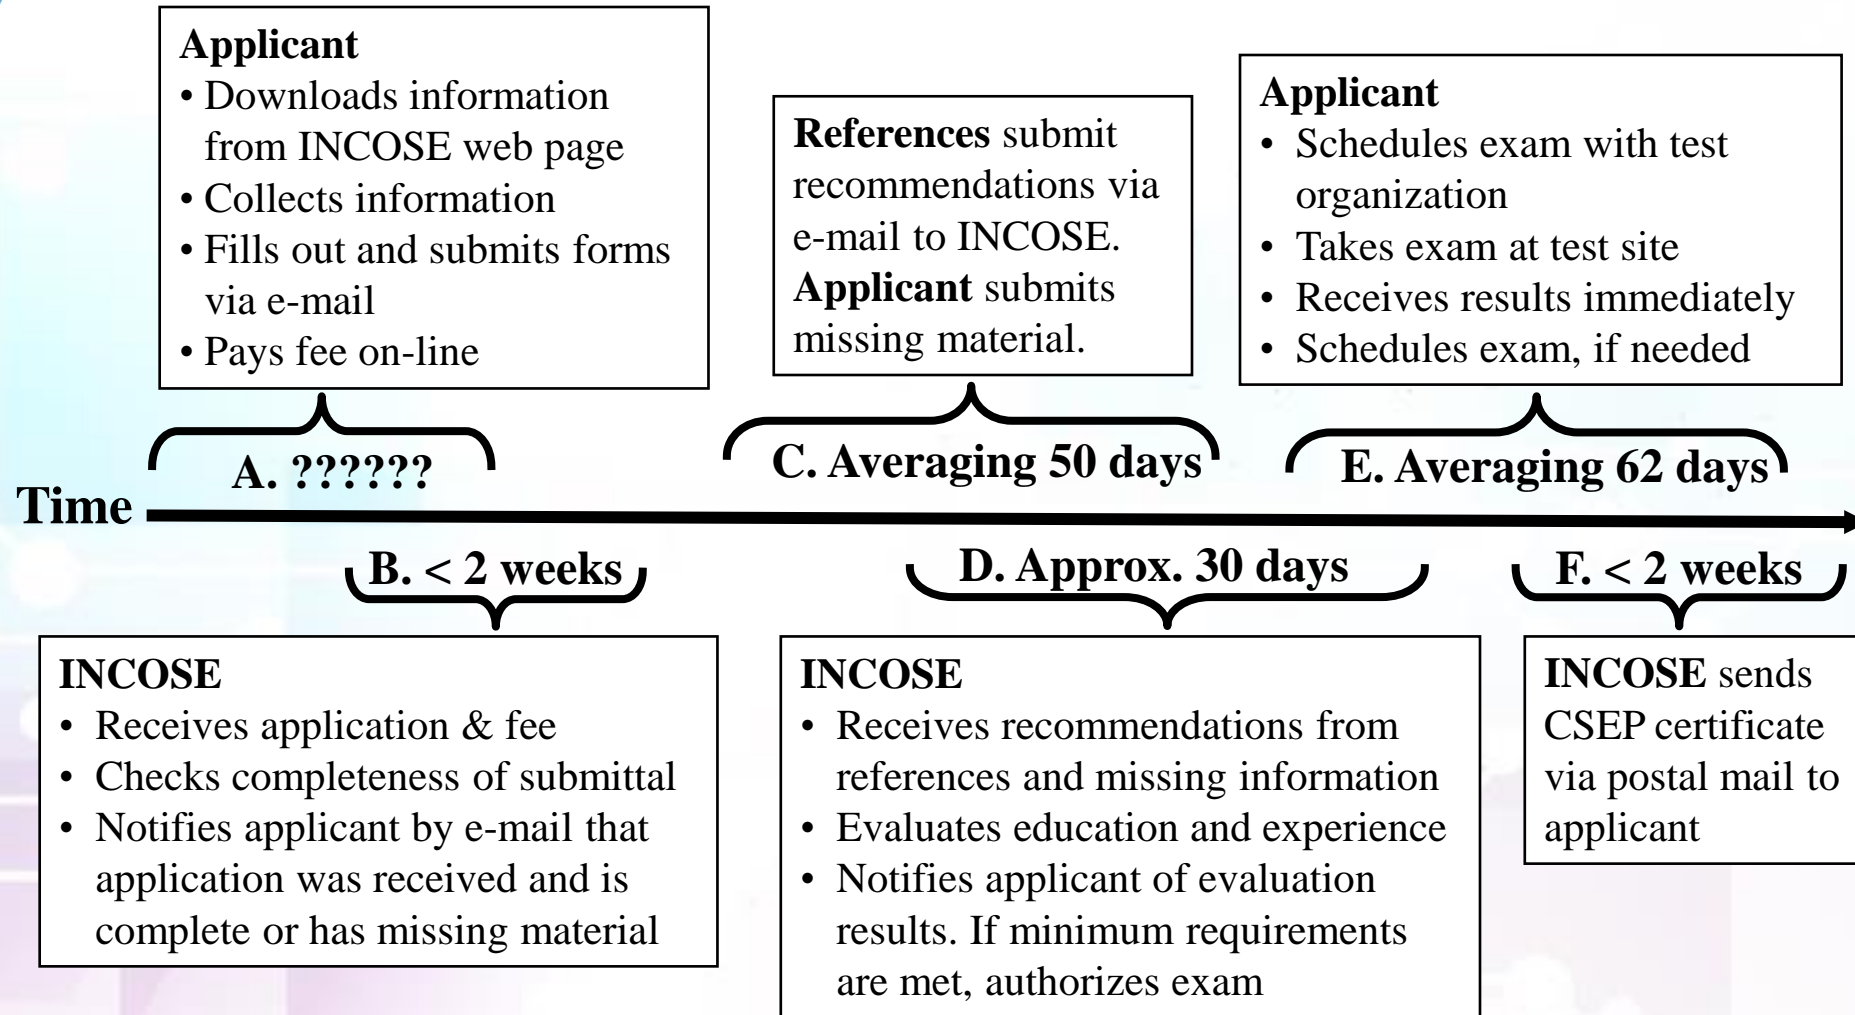 Applicant
• Downloads information
from INCOSE web page
• Collects information
• Fills out and submits forms
via e-mail
• Pays fee on-line
References submit
recommendations via
e-mail to INCOSE.
Applicant submits
missing material.
Applicant
• Schedules exam with test
organization
• Takes exam at test site
• Receives results immediately
• Schedules exam, if needed
A. ??????
C. Averaging 50 days
E. Averaging 62 days
Time
B. < 2 weeks
D. Approx. 30 days
F. < 2 weeks
INCOSE
• Receives application & fee
• Checks completeness of submittal
• Notifies applicant by e-mail that
application was received and is
complete or has missing material
INCOSE
• Receives recommendations from
references and missing information
• Evaluates education and experience
• Notifies applicant of evaluation
results. If minimum requirements
are met, authorizes exam
INCOSE sends
CSEP certificate
via postal mail to
applicant